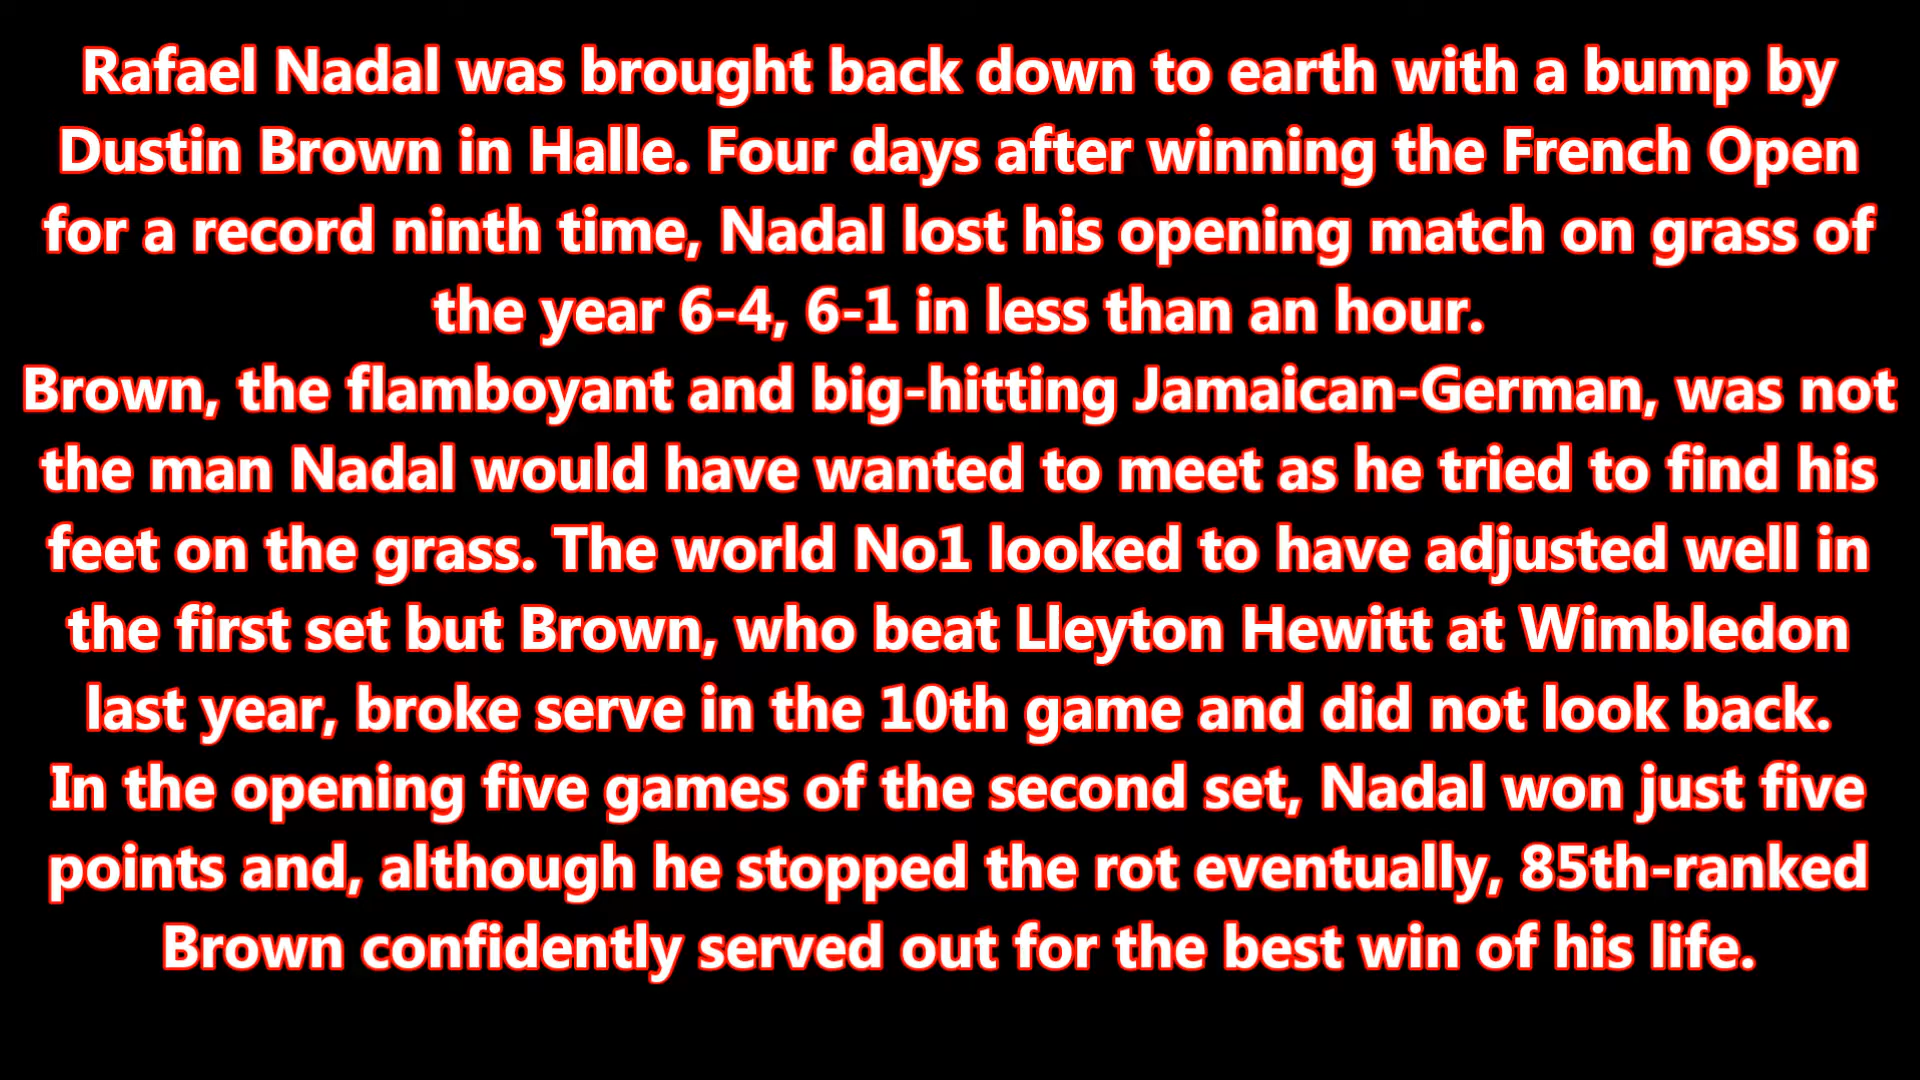 Rafael Nadal was brought back down to earth with a bump by
Dustin Brown in Halle. Four days after winning the French Open
for a record ninth time, Nadal lost his opening match on grass of
the year 6-4, 6-1 in less than an hour.
Brown, the flamboyant and big-hitting Jamaican-German, was not
the man Nadal would have wanted to meet as he tried to find his
feet on the grass. The world No1 looked to have adjusted well in
the first set but Brown, who beat Lleyton Hewitt at Wimbledon
last year, broke serve in the 10th game and did not look back.
In the opening five games of the second set, Nadal won just five
points and, although he stopped the rot eventually, 85th-ranked
Brown confidently served out for the best win of his life.